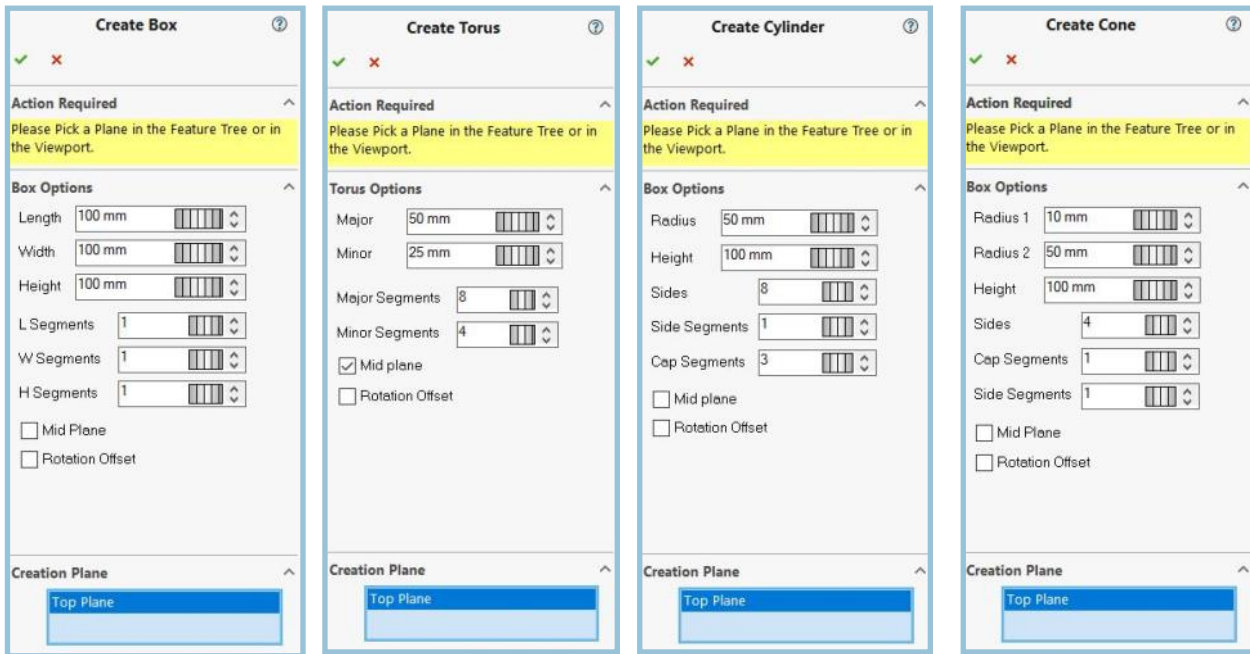 Create Box
Action Required
Please Pick a Plane in the Feature Tree or in
the Viewport.
Box Options
Length 100 mm
Width 100 mm
Height 100 mm
L Segments 1
W Segments 1
H Segments 1
Mid Plane
Rotation Offset
Creation Plane
Top Plane
Create Torus
Action Required
Please Pick a Plane in the Feature Tree or in
the Viewport.
Torus Options
Major 50 mm
Minor 25 mm
Major Segments 8
Minor Segments 4
Mid plane
Rotation Offset
Creation Plane
Top Plane
Create Cylinder
Action Required
Please Pick a Plane in the Feature Tree or in
the Viewport.
Box Options
Radius 50 mm
Height 100 mm
Sides 8
Side Segments 1
Cap Segments 3
Mid plane
Rotation Offset
Creation Plane
Top Plane
Create Cone
Action Required
Please Pick a Plane in the Feature Tree or in
the Viewport.
Box Options
Radius 1 10 mm
Radius 2 50 mm
Height 100 mm
Sides 4
Cap Segments 1
Side Segments 1
Mid Plane
Rotation Offset
Creation Plane
Top Plane